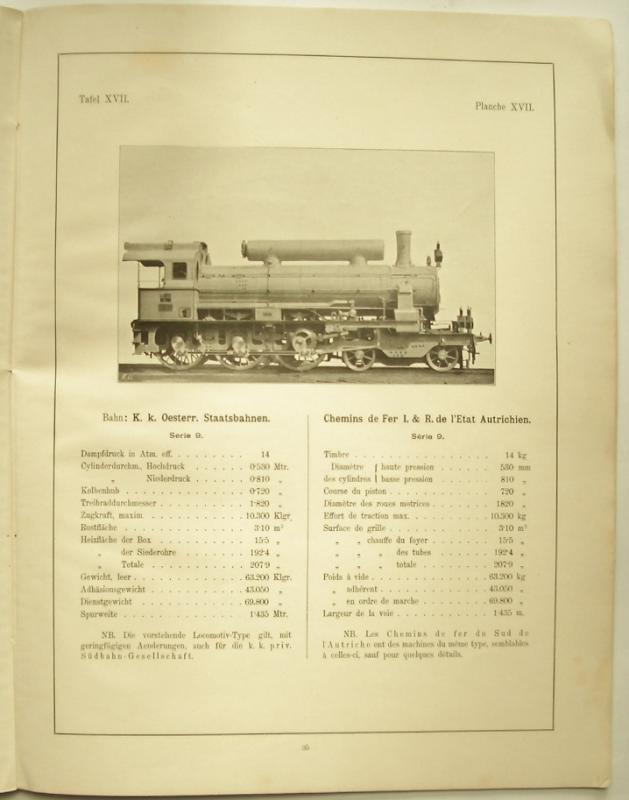 Tafel XVII.
Planche XVII.
Bahn: K. k. Oesterr. Staatsbahnen.
Serie 9.
Dampfdruck in Atm. eff. . . . . . . . . 14
Cylinderdurchm., Hochdruck . . . . . . 0·530 Mtr.
„ Niederdruck . . . . . 0·810 „
Kolbenhub . . . . . . . . . . . . . 0·720 „
Treibraddurchmesser . . . . . . . . . 1·820 „
Zugkraft, maxim. . . . . . . . . . . 10.300 Klgr.
Rostfläche . . . . . . . . . . . . . 3·10 m²
Heizfläche der Box . . . . . . . . . 15·5 „
„ der Siederohre . . . . . . . 192·4 „
„ Totale . . . . . . . . . . 207·9 „
Gewicht, leer . . . . . . . . . . . . 63.200 Klgr.
Adhäsionsgewicht . . . . . . . . . . 43.050 „
Dienstgewicht . . . . . . . . . . . 69.800 „
Spurweite . . . . . . . . . . . . . 1·435 Mtr.
NB. Die vorstehende Locomotiv-Type gilt, mit
geringfügigen Aenderungen, auch für die k. k. priv.
Südbahn-Gesellschaft.
Chemins de Fer I. & R. de l'Etat Autrichien.
Série 9.
Timbre . . . . . . . . . . . . . . 14 kg
Diamètre { haute pression . . . . . . 530 mm
des cylindres { basse pression . . . . . . 810 „
Course du piston . . . . . . . . . . . 720 „
Diamètre des roues motrices . . . . . . . 1820 „
Effort de traction max. . . . . . . . . . 10.300 kg
Surface de grille . . . . . . . . . . . 3·10 m²
„ „ chauffe du foyer . . . . . . . 15·5 „
„ „ „ des tubes . . . . . . 192·4 „
„ „ „ totale . . . . . . . 207·9 „
Poids à vide . . . . . . . . . . . . 63.200 kg
„ adhérent . . . . . . . . . . . 43.050 „
„ en ordre de marche . . . . . . . . 69.800 „
Largeur de la voie . . . . . . . . . . . 1·435 m.
NB. Les Chemins de fer du Sud de
l'Autriche ont des machines du même type, semblables
à celles-ci, sauf pour quelques détails.